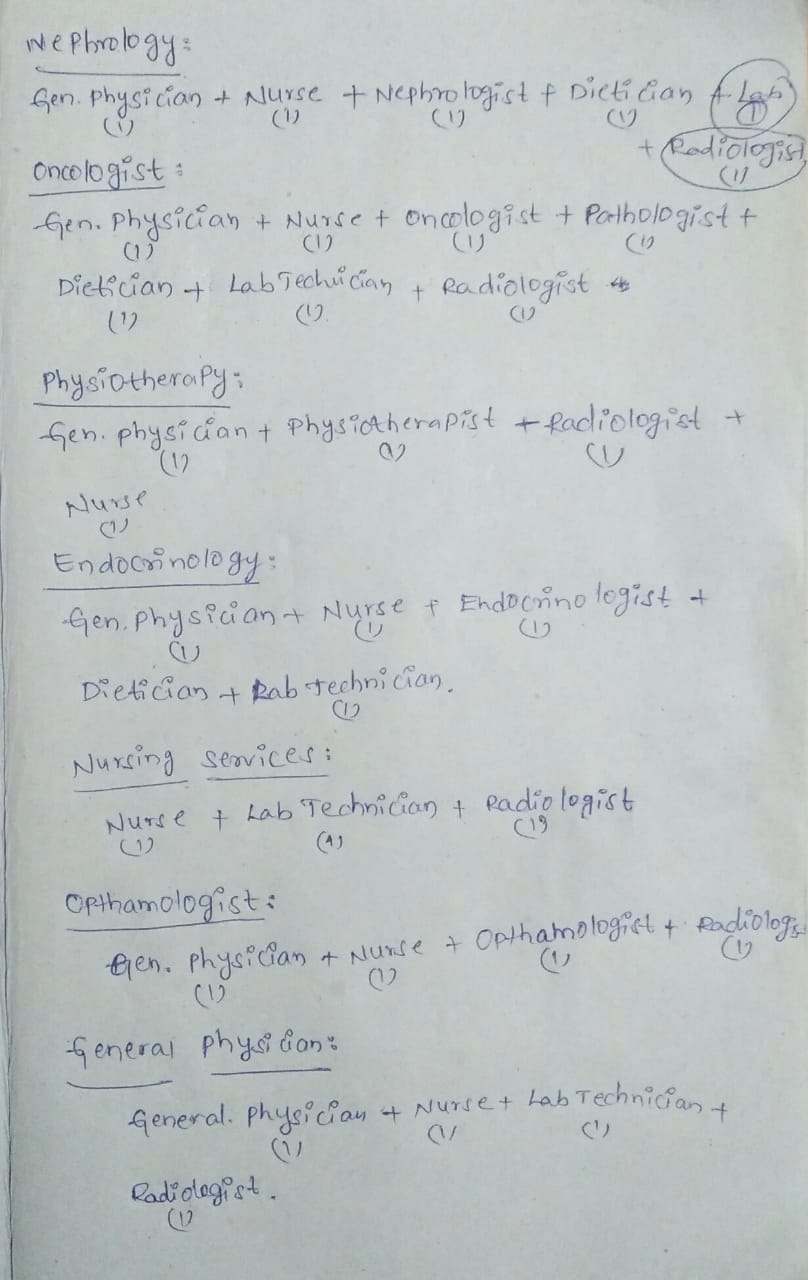 Nephrology:
Gen. Physician + Nurse + Nephrologist + Dietician + Lab
(1) (1) (1) (1) (1)
+ Radiologist
(1)
Oncologist:
Gen. Physician + Nurse + Oncologist + Pathologist +
(1) (1) (1) (1)
Dietician + Lab Technician + Radiologist
(1) (1) (1)
Physiotherapy:
Gen. physician + Physiotherapist + Radiologist +
(1) (1) (1)
Nurse
(1)
Endocrinology:
Gen. Physician + Nurse + Endocrinologist +
(1) (1) (1)
Dietician + Lab technician.
(1)
Nursing Services:
Nurse + Lab Technician + Radiologist
(1) (1) (1)
Opthamologist:
Gen. Physician + Nurse + Opthamologist + Radiologis
(1) (1) (1) (1)
General Physician:
General. Physician + Nurse + Lab Technician +
(1) (1) (1)
Radiologist.
(1)